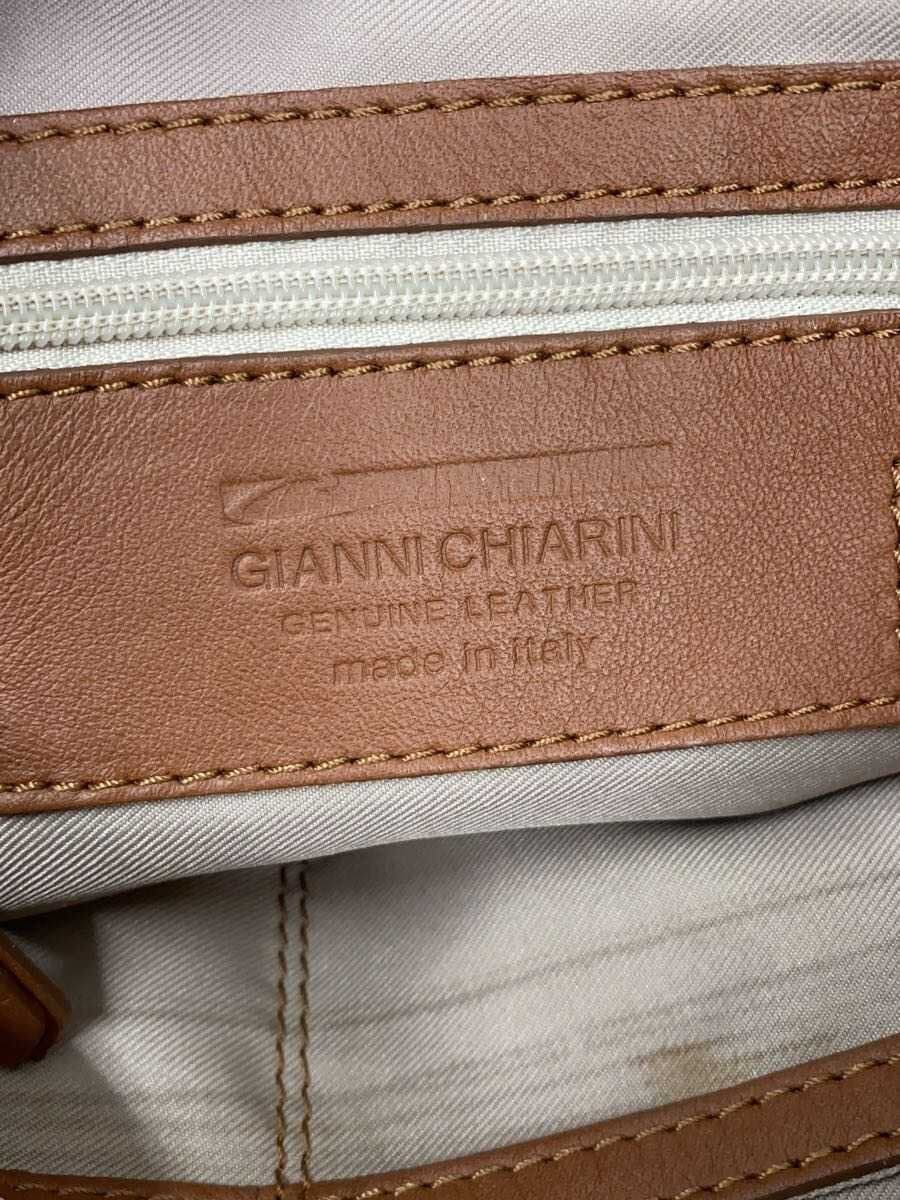 GIANNI CHIARINI
GENUINE LEATHER
made in Italy